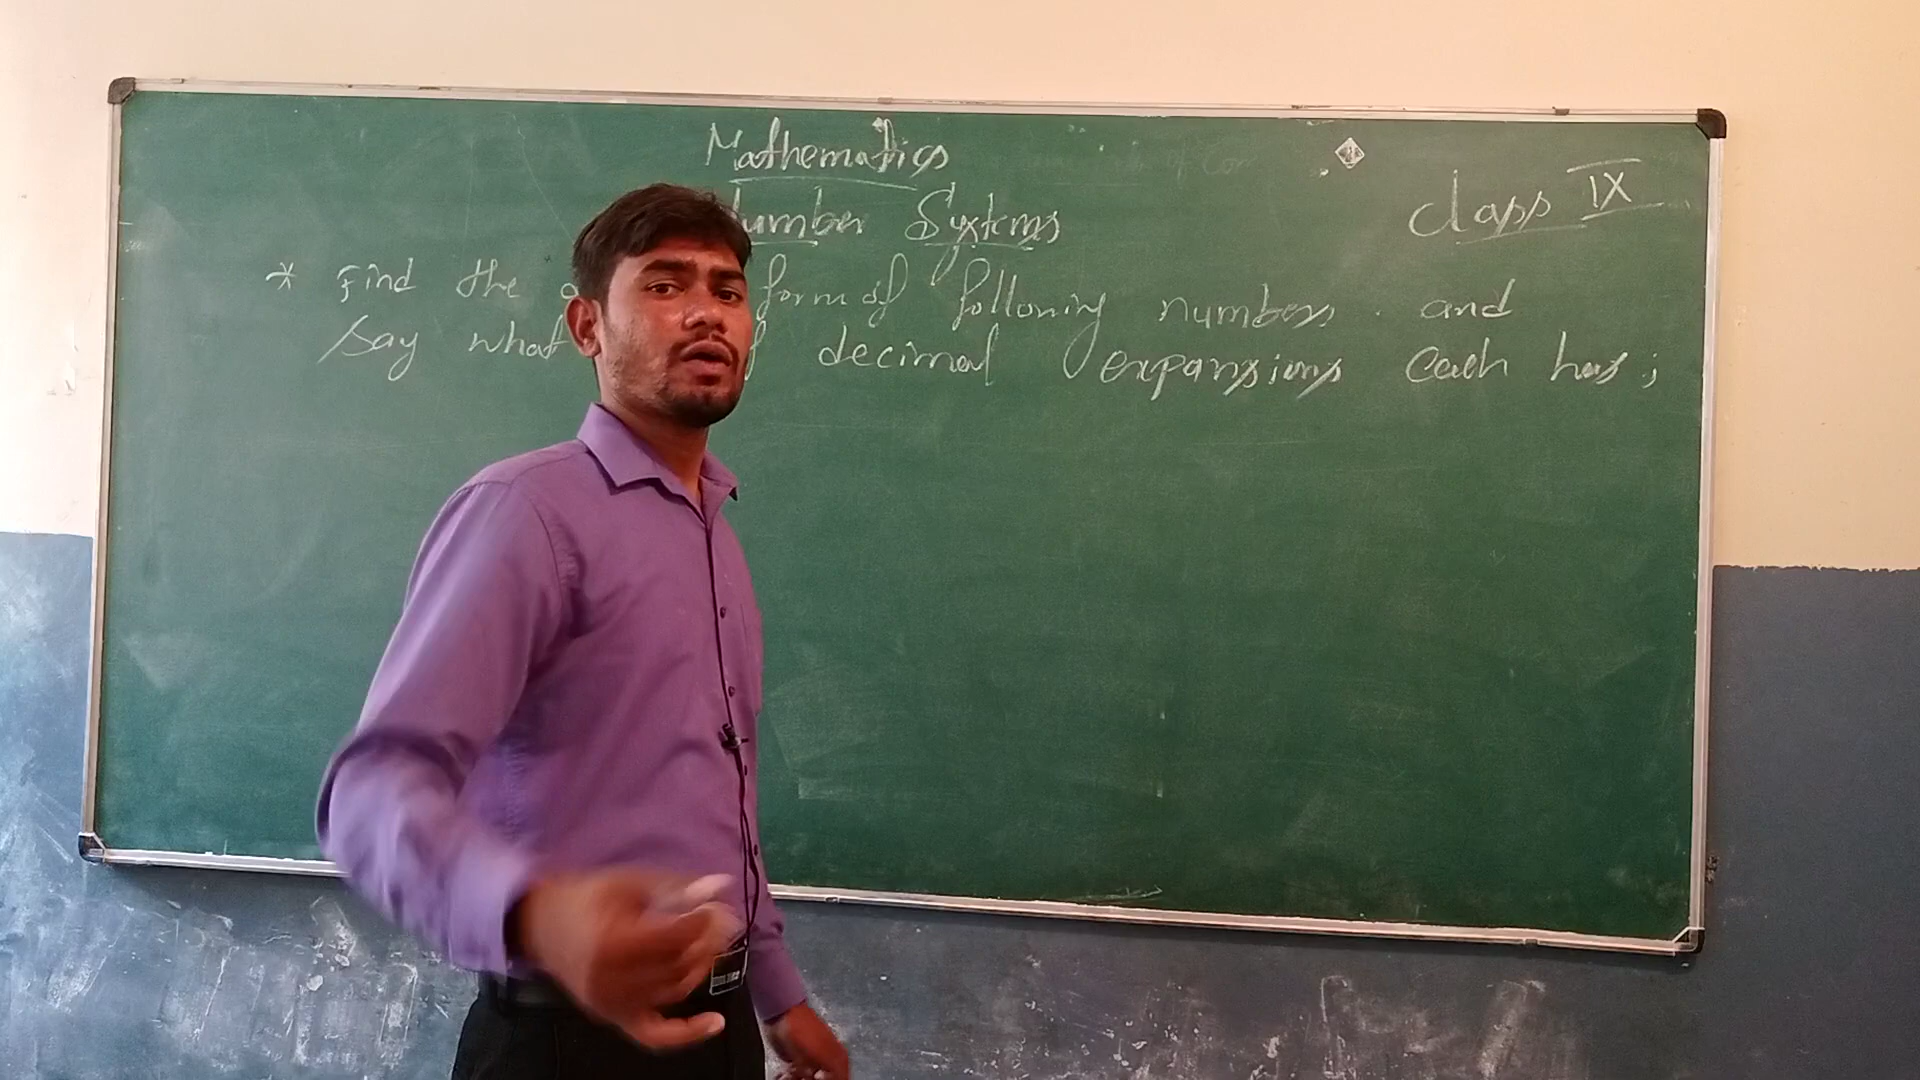 Mathematics
Number Systems
Class IX
* Find the form of following numbers and
say what decimal expansions each has;